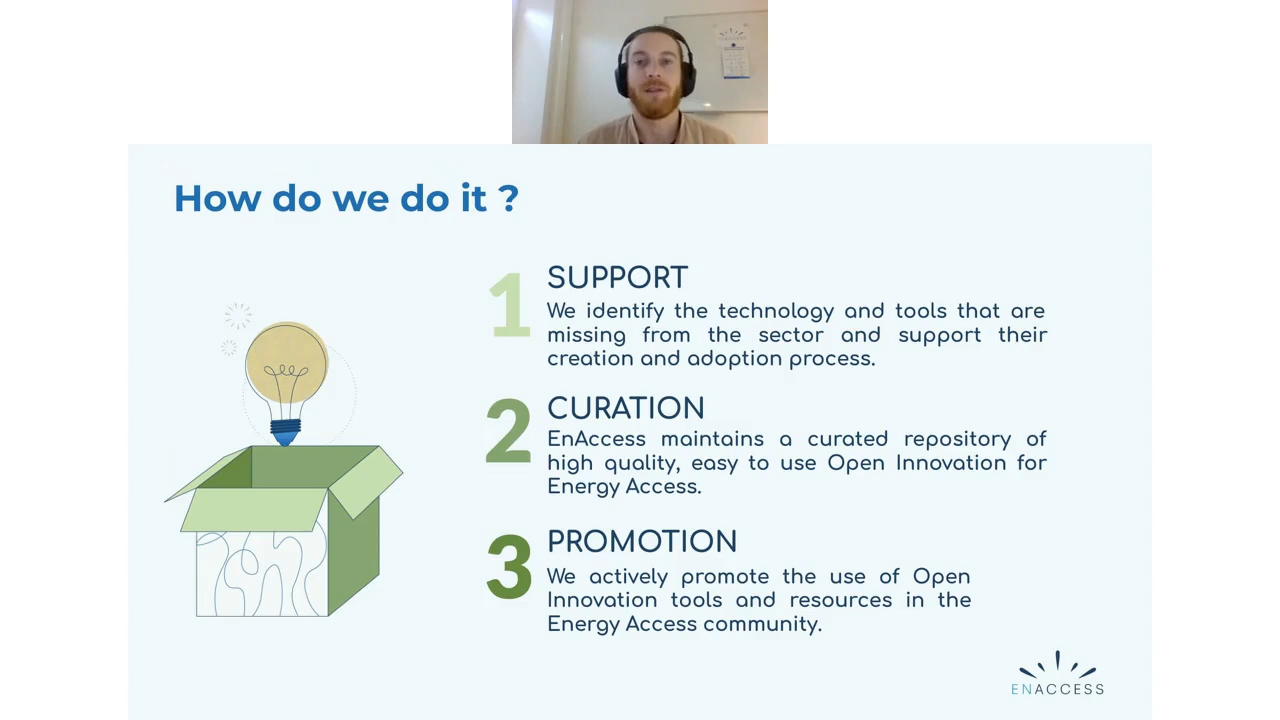 How do we do it ?
1
SUPPORT
We identify the technology and tools that are
missing from the sector and support their
creation and adoption process.
2
CURATION
EnAccess maintains a curated repository of
high quality, easy to use Open Innovation for
Energy Access.
3
PROMOTION
We actively promote the use of Open
Innovation tools and resources in the
Energy Access community.
ENACCESS